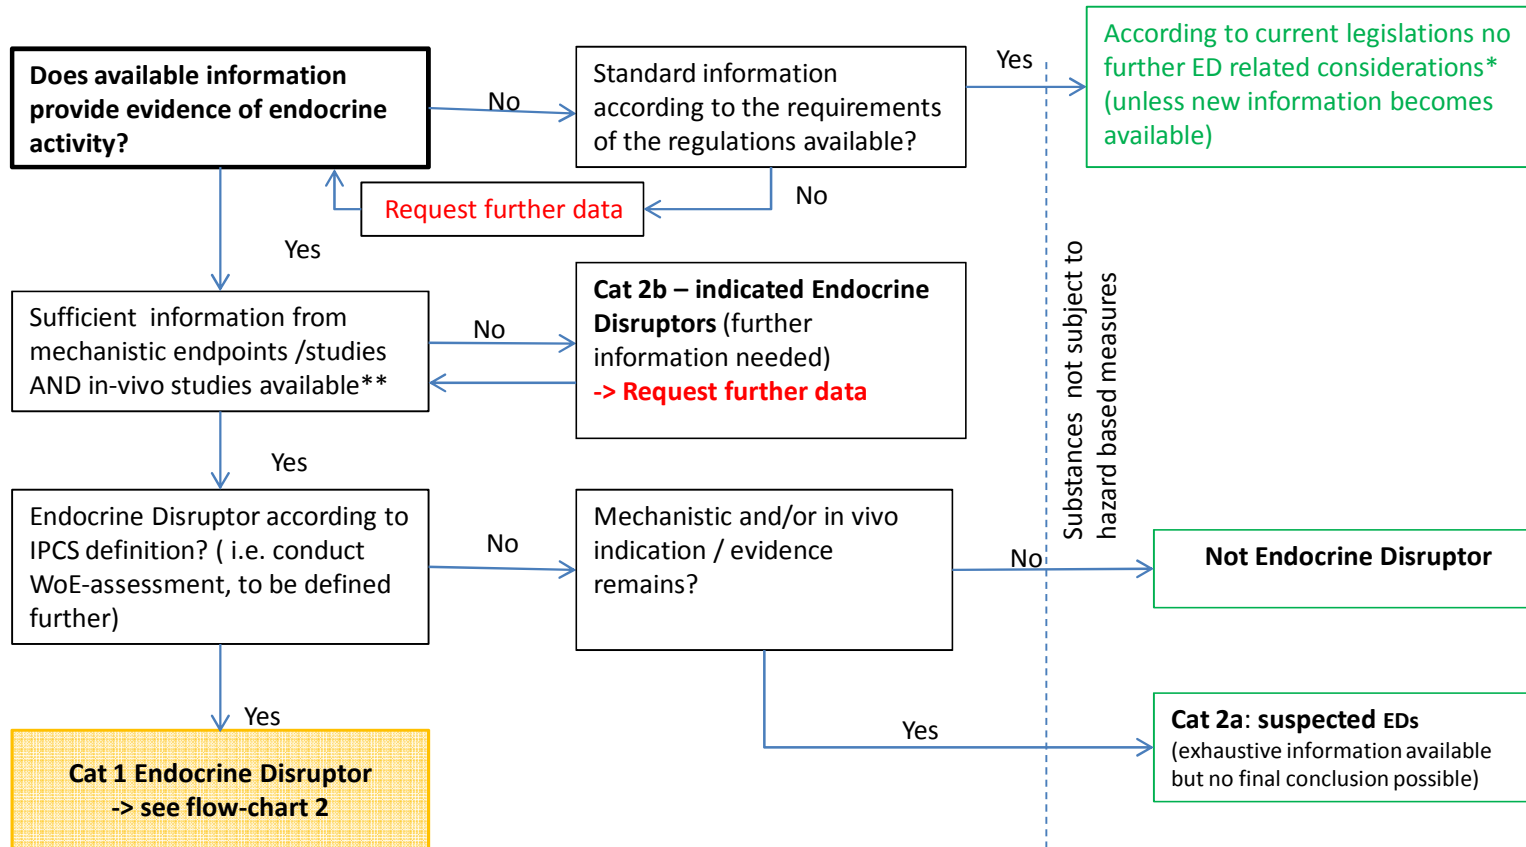 Does available information
provide evidence of endocrine
activity?
No
Standard information
according to the requirements
of the regulations available?
Yes
According to current legislations no
further ED related considerations*
(unless new information becomes
available)
No
Request further data
Yes
Sufficient information from
mechanistic endpoints /studies
AND in-vivo studies available**
No
Cat 2b – indicated Endocrine
Disruptors (further
information needed)
-> Request further data
Substances not subject to
hazard based measures
Yes
Endocrine Disruptor according to
IPCS definition? ( i.e. conduct
WoE-assessment, to be defined
further)
No
Mechanistic and/or in vivo
indication / evidence
remains?
No
Not Endocrine Disruptor
Yes
Cat 2a: suspected EDs
(exhaustive information available
but no final conclusion possible)
Yes
Cat 1 Endocrine Disruptor
-> see flow-chart 2